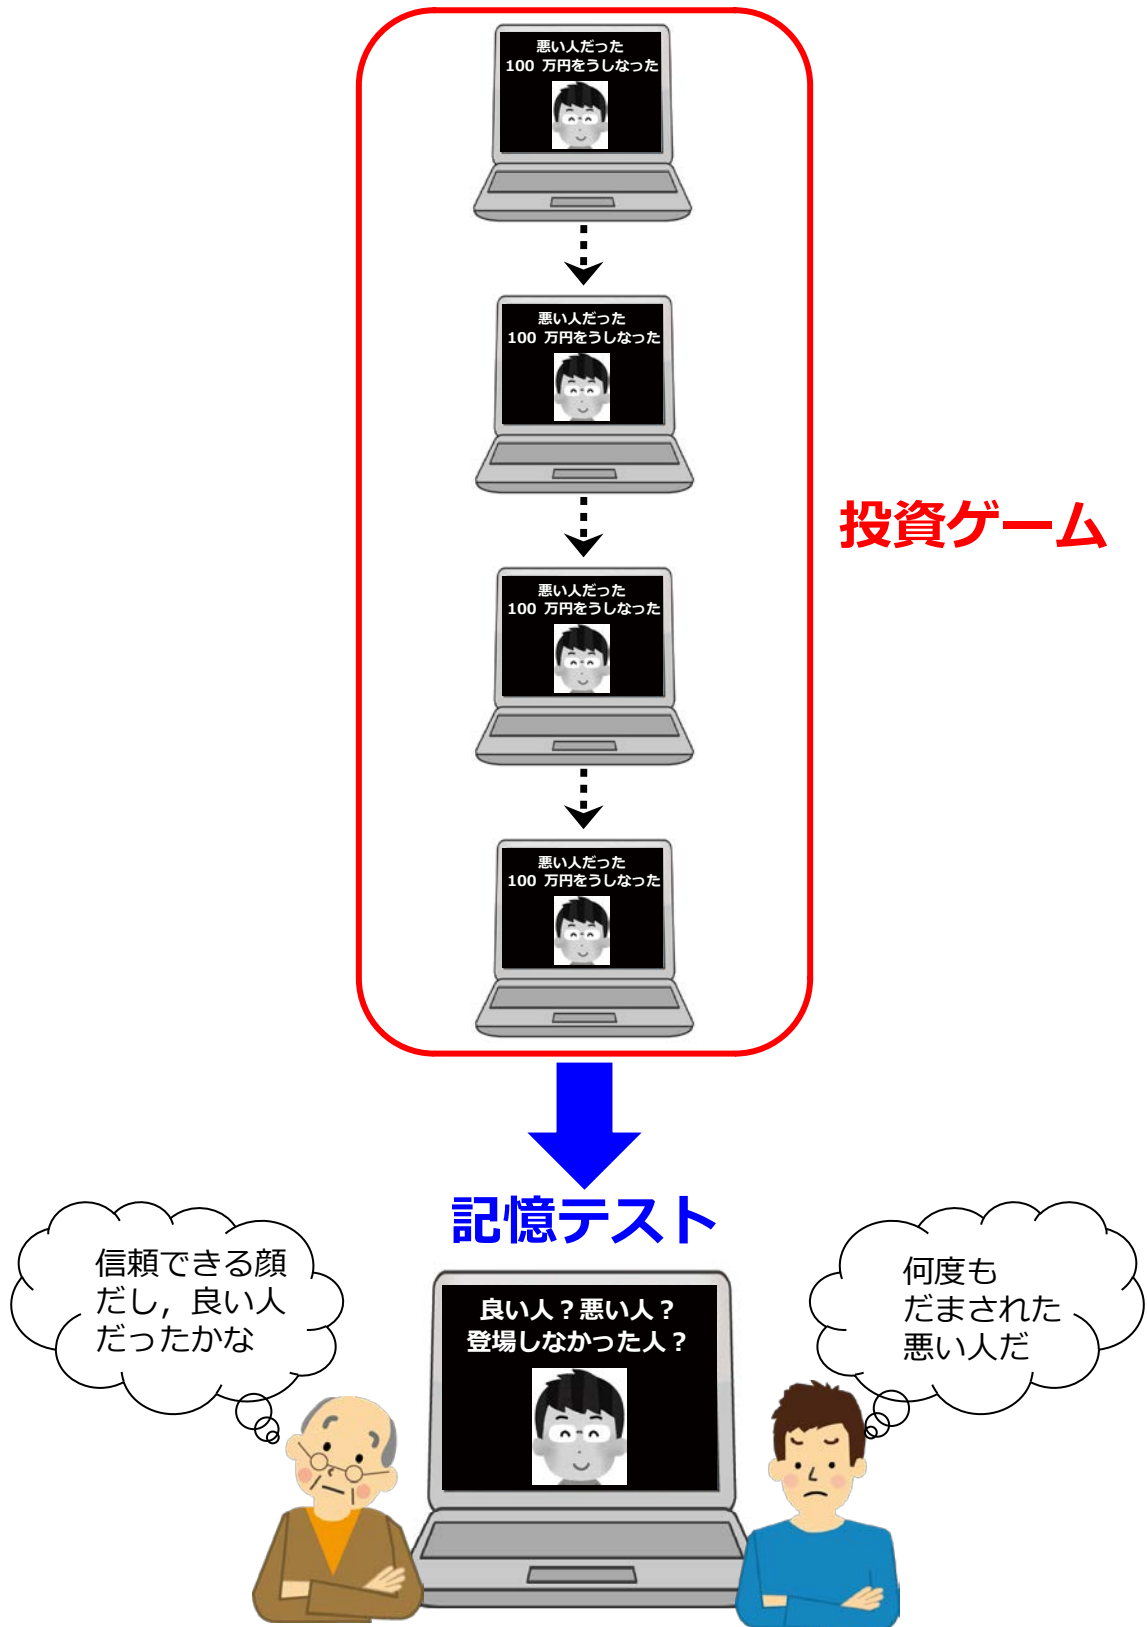 悪い人だった
100 万円をうしなった
悪い人だった
100 万円をうしなった
投資ゲーム
悪い人だった
100 万円をうしなった
悪い人だった
100 万円をうしなった
記憶テスト
信頼できる顔
だし，良い人
だったかな
良い人？悪い人？
登場しなかった人？
何度も
だまされた
悪い人だ